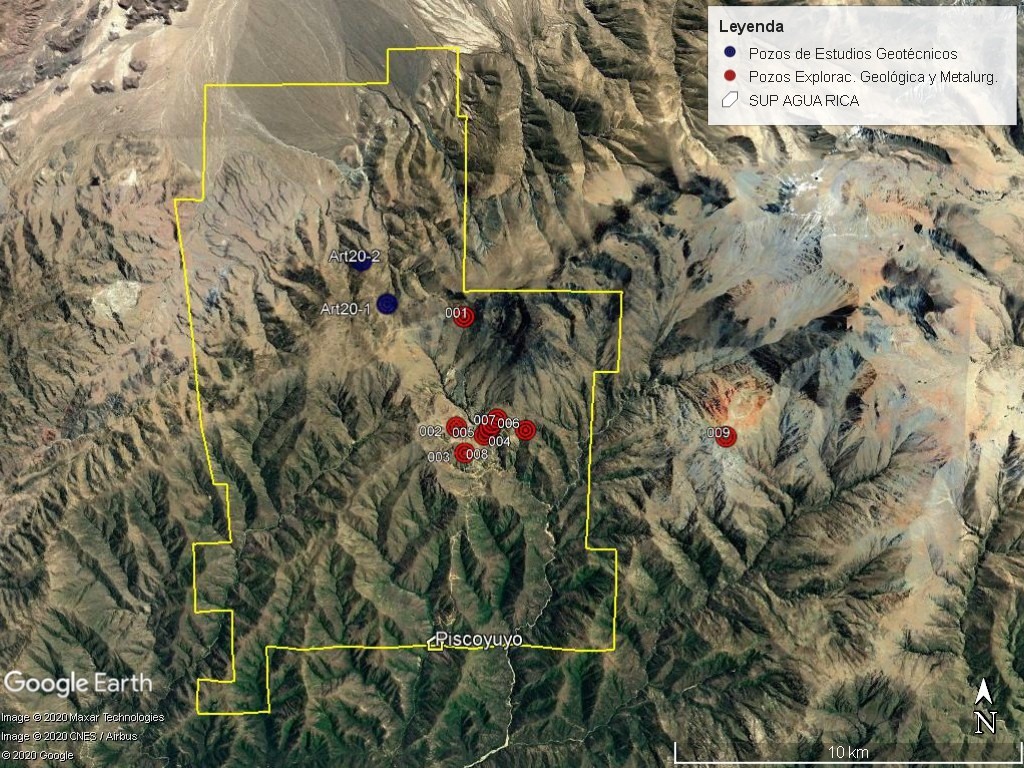 Leyenda
Pozos de Estudios Geotécnicos
Pozos Explorac. Geológica y Metalurg.
SUP AGUA RICA
Art20-2
Art20-1
001
007 006
002 005
004
003 008
009
Piscoyuyo
Google Earth
Image © 2020 Maxar Technologies
Image © 2020 CNES / Airbus
© 2020 Google
N
10 km